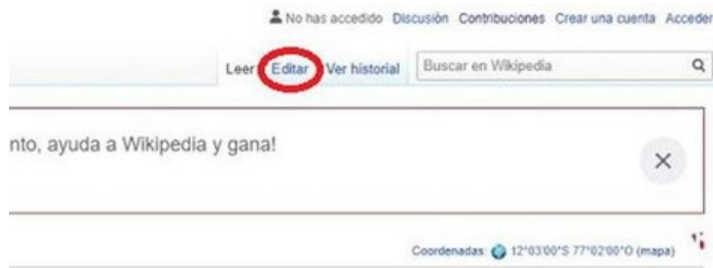 No has accedido Discusión Contribuciones Crear una cuenta Acceder
Leer Editar Ver historial Buscar en Wikipedia
nto, ayuda a Wikipedia y gana!
Coordenadas: 12°03′00″S 77°02′00″O (mapa)